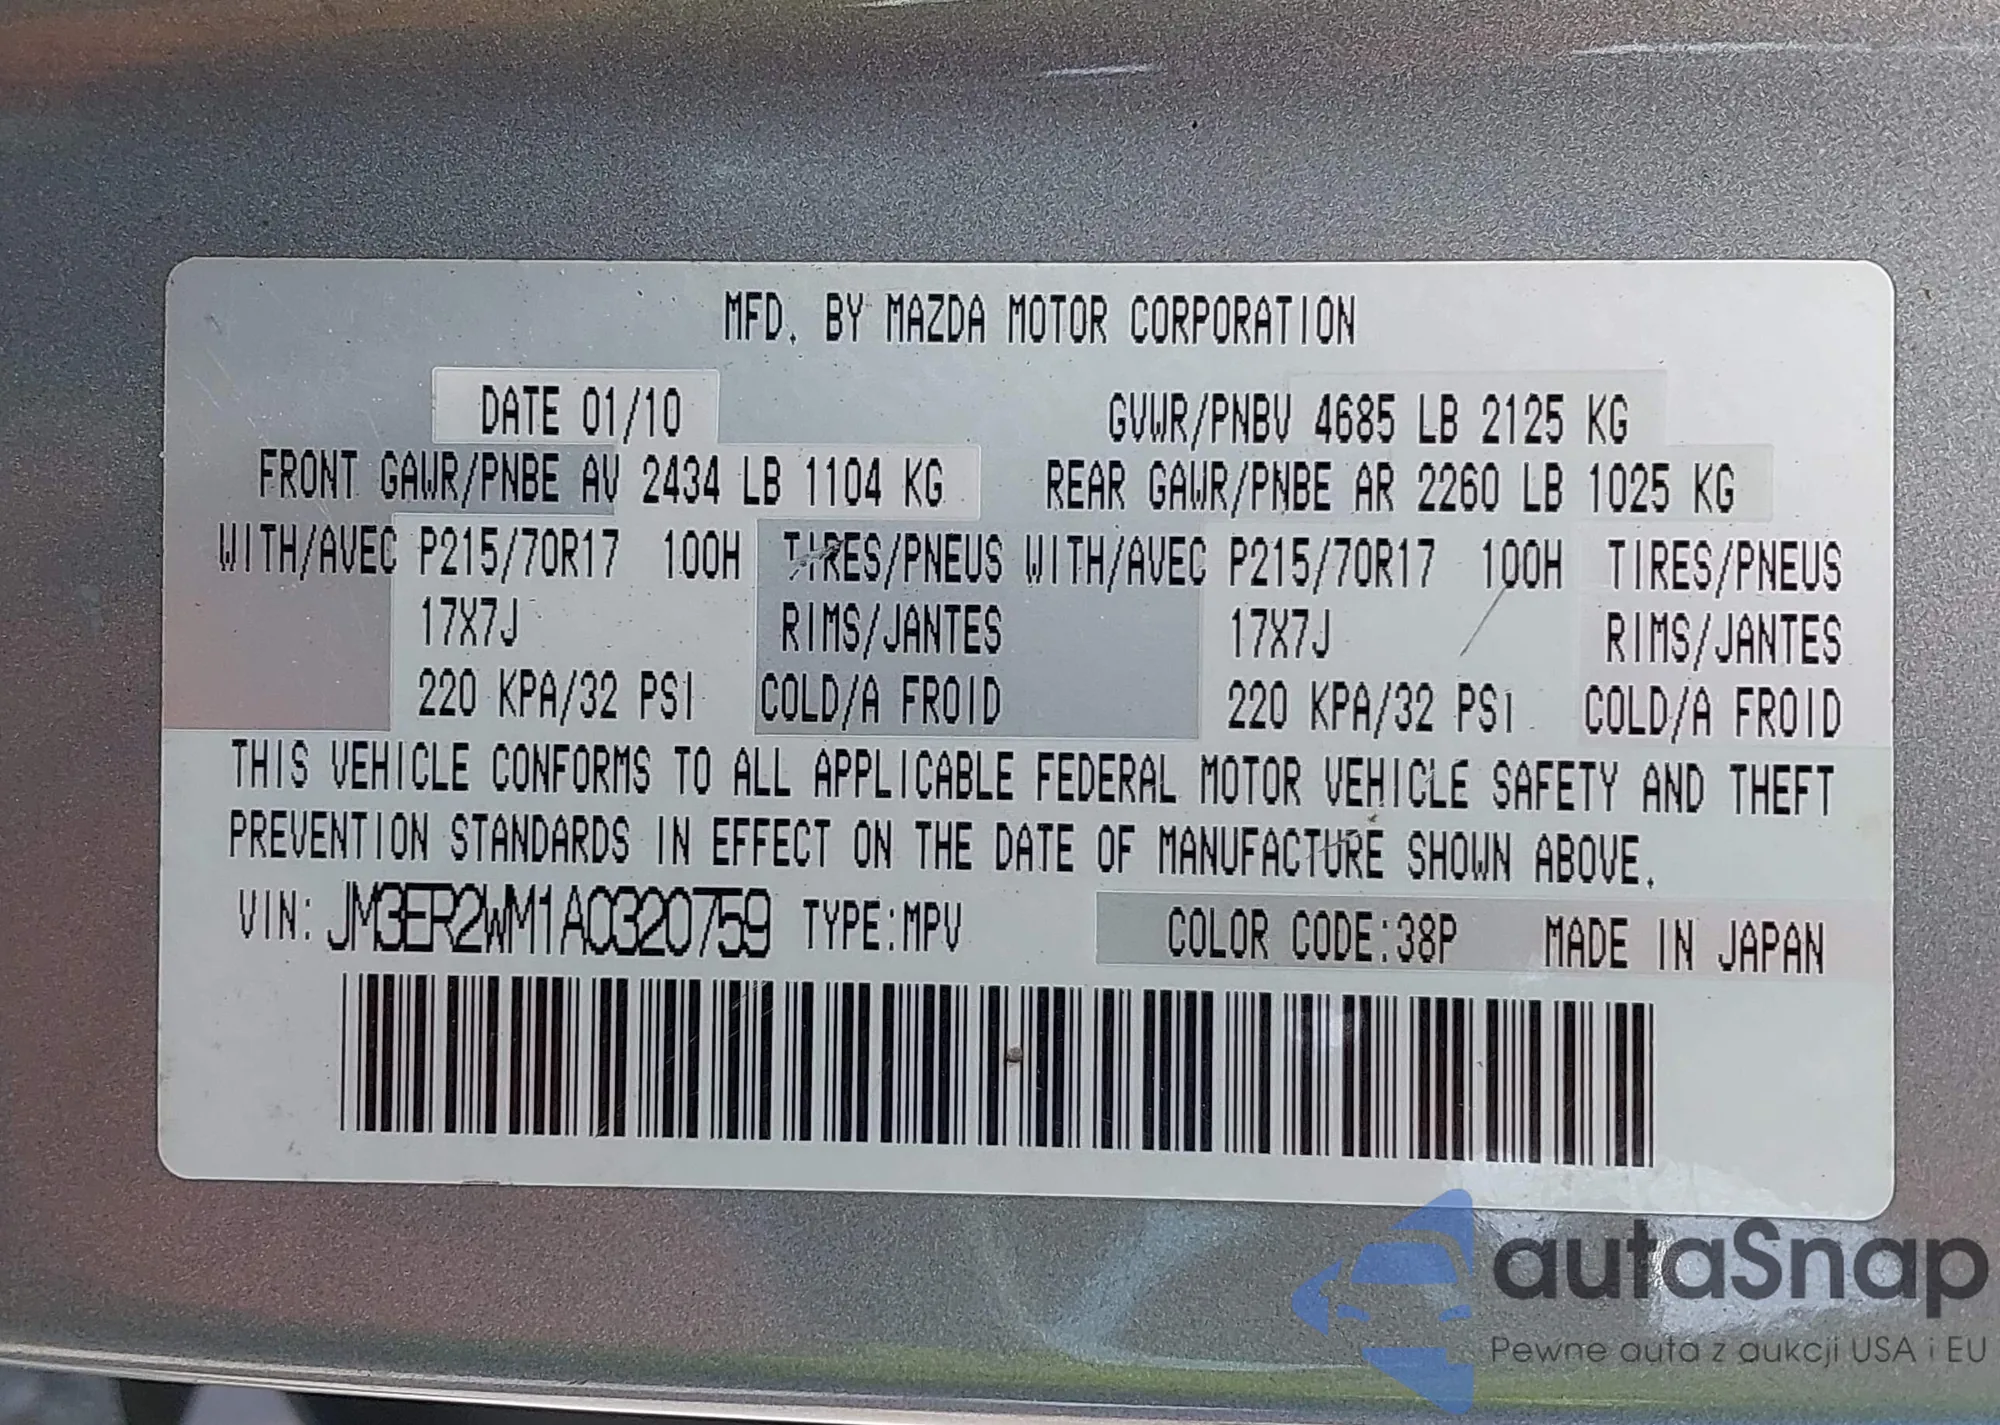 MFD. BY MAZDA MOTOR CORPORATION
DATE 01/10 GVWR/PNBV 4685 LB 2125 KG
FRONT GAWR/PNBE AV 2434 LB 1104 KG REAR GAWR/PNBE AR 2260 LB 1025 KG
WITH/AVEC P215/70R17 100H TIRES/PNEUS WITH/AVEC P215/70R17 100H TIRES/PNEUS
17X7J RIMS/JANTES 17X7J RIMS/JANTES
220 KPA/32 PSI COLD/A FROID 220 KPA/32 PSI COLD/A FROID
THIS VEHICLE CONFORMS TO ALL APPLICABLE FEDERAL MOTOR VEHICLE SAFETY AND THEFT
PREVENTION STANDARDS IN EFFECT ON THE DATE OF MANUFACTURE SHOWN ABOVE.
VIN: JM3ER2WM1A0320759 TYPE:MPV COLOR CODE:38P MADE IN JAPAN
autaSnap
Pewne auta z aukcji USA i EU